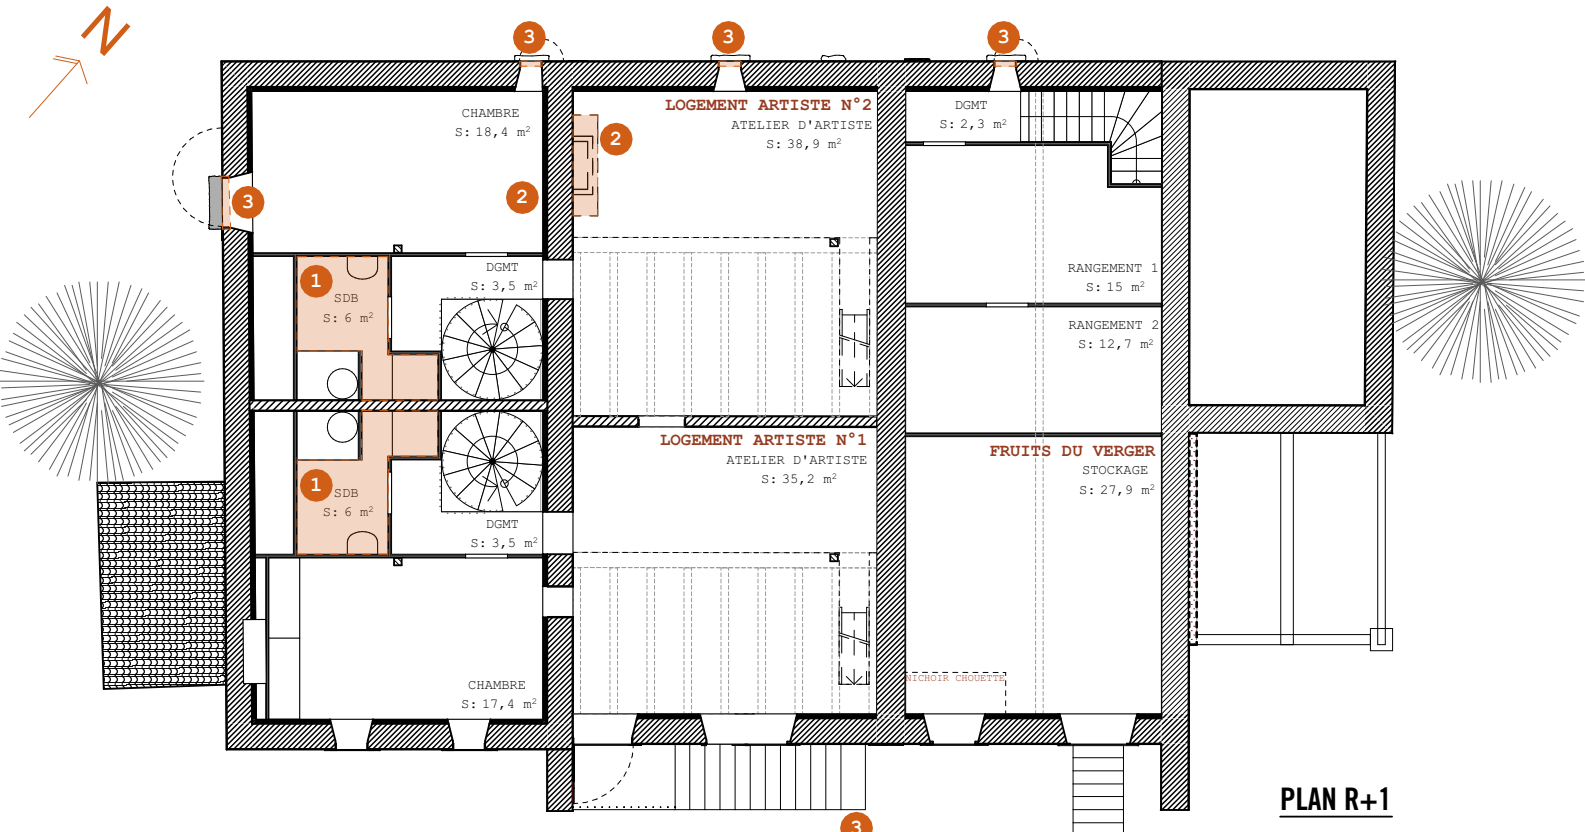 N
3
3
3
LOGEMENT ARTISTE N°2
ATELIER D'ARTISTE
S: 38,9 m²
CHAMBRE
S: 18,4 m²
DGMT
S: 2,3 m²
2
2
3
1
SDB
S: 6 m²
DGMT
S: 3,5 m²
RANGEMENT 1
S: 15 m²
RANGEMENT 2
S: 12,7 m²
LOGEMENT ARTISTE N°1
ATELIER D'ARTISTE
S: 35,2 m²
FRUITS DU VERGER
STOCKAGE
S: 27,9 m²
1
SDB
S: 6 m²
DGMT
S: 3,5 m²
NICHOIR CHOUETTE
CHAMBRE
S: 17,4 m²
PLAN R+1
3